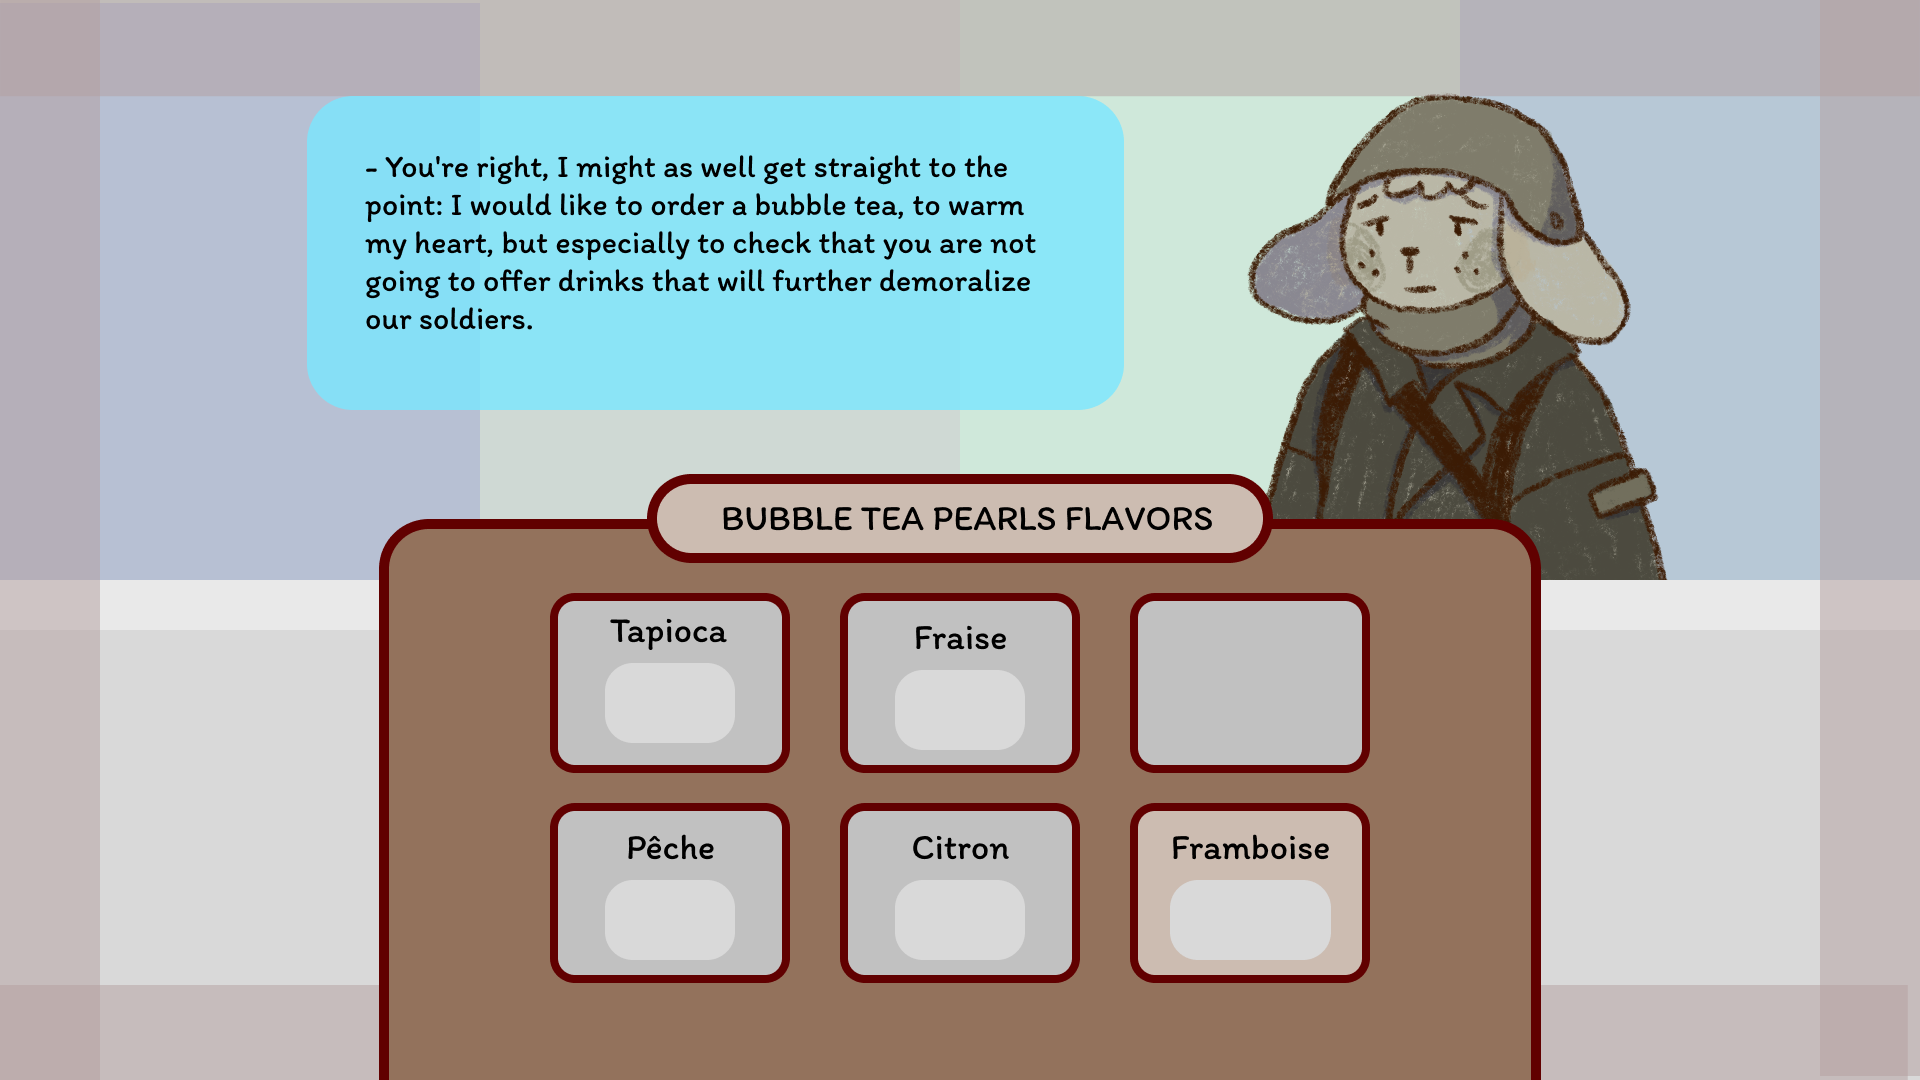 - You're right, I might as well get straight to the
point: I would like to order a bubble tea, to warm
my heart, but especially to check that you are not
going to offer drinks that will further demoralize
our soldiers.
BUBBLE TEA PEARLS FLAVORS
Tapioca
Fraise
Pêche
Citron
Framboise